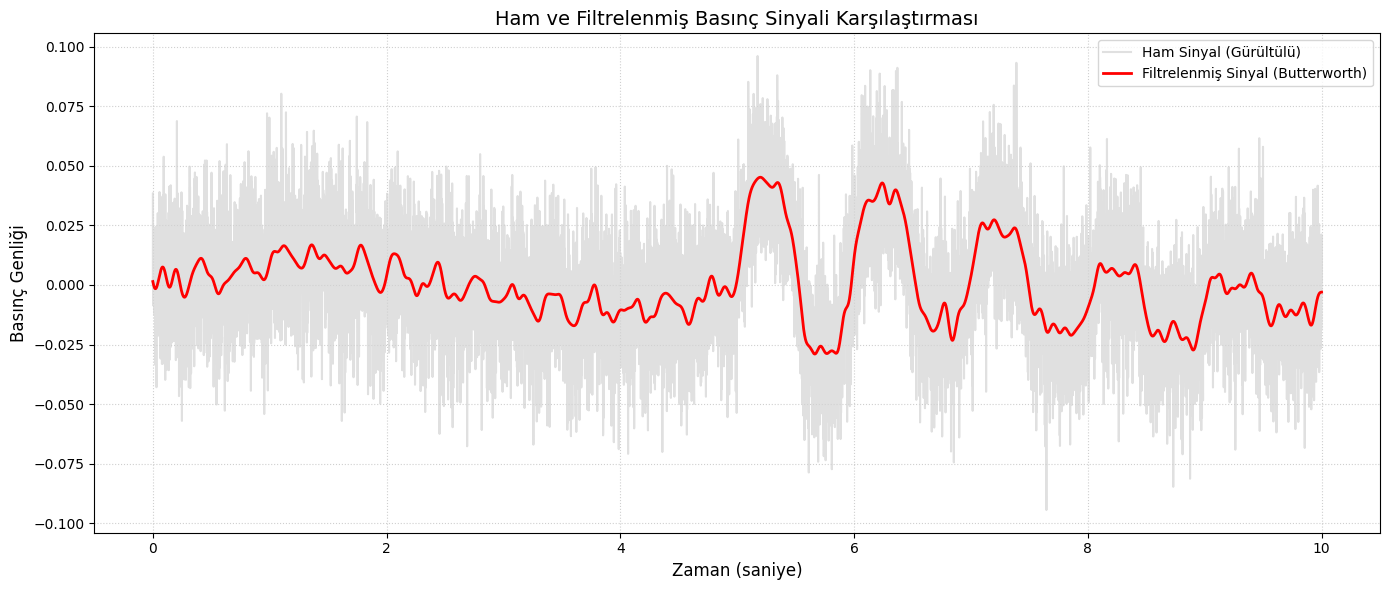 Ham ve Filtrelenmiş Basınç Sinyali Karşılaştırması
Ham Sinyal (Gürültülü)
Filtrelenmiş Sinyal (Butterworth)
Basınç Genliği
0.100
0.075
0.050
0.025
0.000
−0.025
−0.050
−0.075
−0.100
0 2 4 6 8 10
Zaman (saniye)